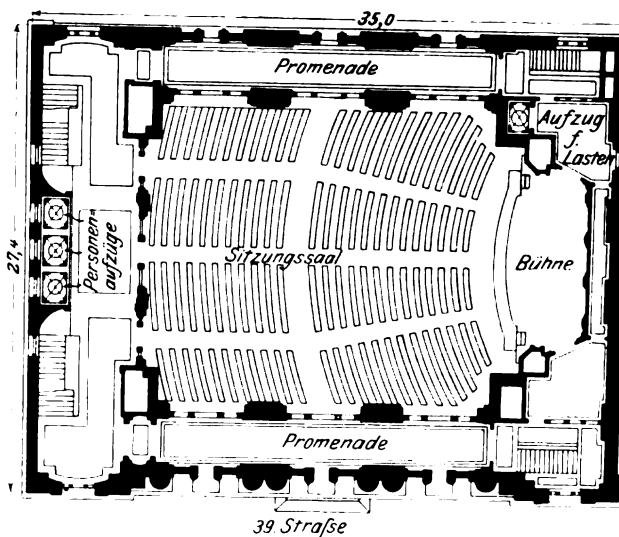 35,0
Promenade
Aufzug
f.
Lasten
27,4
Personen=
aufzüge
Sitzungssaal
Bühne
Promenade
39. Straſse